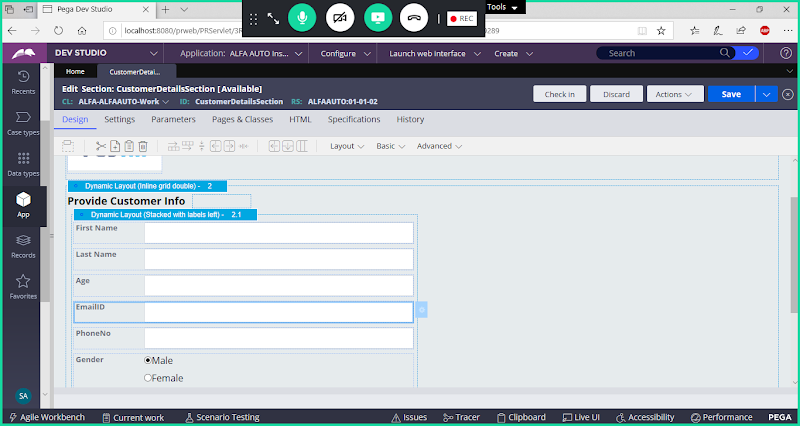 Pega Dev Studio
Tools
REC
localhost:8080/prweb/PRServlet/3F
0289
DEV STUDIO
Application: ALFA AUTO Ins...
Configure
Launch web interface
Create
Search
Home
CustomerDetai...
Edit Section: CustomerDetailsSection [Available]
CL: ALFA-ALFAAUTO-Work
ID: CustomerDetailsSection
RS: ALFAAUTO:01-01-02
Check in
Discard
Actions
Save
Design
Settings
Parameters
Pages & Classes
HTML
Specifications
History
Layout
Basic
Advanced
Recents
Case types
Data types
App
Records
Favorites
SA
Dynamic Layout (Inline grid double) - 2
Provide Customer Info
Dynamic Layout (Stacked with labels left) - 2.1
First Name
Last Name
Age
EmailID
PhoneNo
Gender
Male
Female
Agile Workbench
Current work
Scenario Testing
Issues
Tracer
Clipboard
Live UI
Accessibility
Performance
PEGA